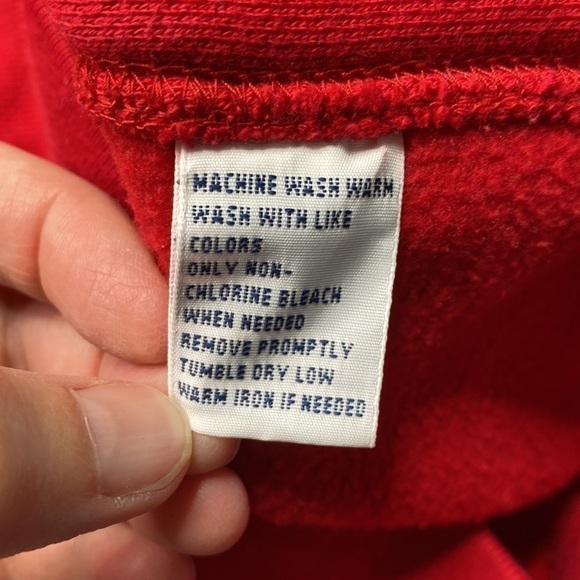 MACHINE WASH WARM
WASH WITH LIKE
COLORS
ONLY NON-
CHLORINE BLEACH
WHEN NEEDED
REMOVE PROMPTLY
TUMBLE DRY LOW
WARM IRON IF NEEDED